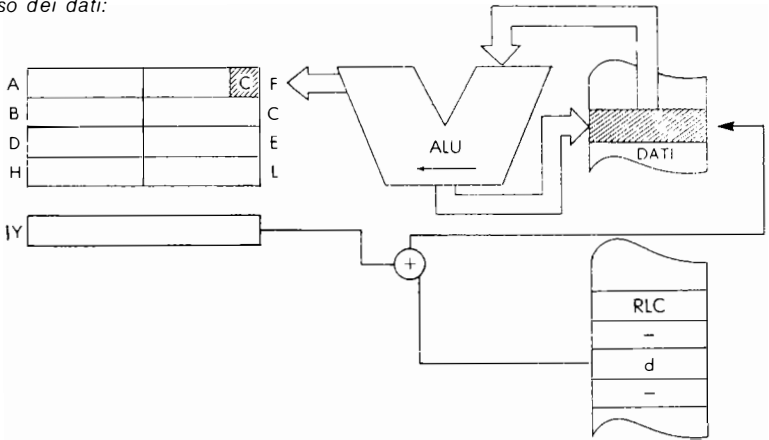 so dei dati:
A C F
B C
D E
H L
ALU
DATI
IY
+
RLC
–
d
–